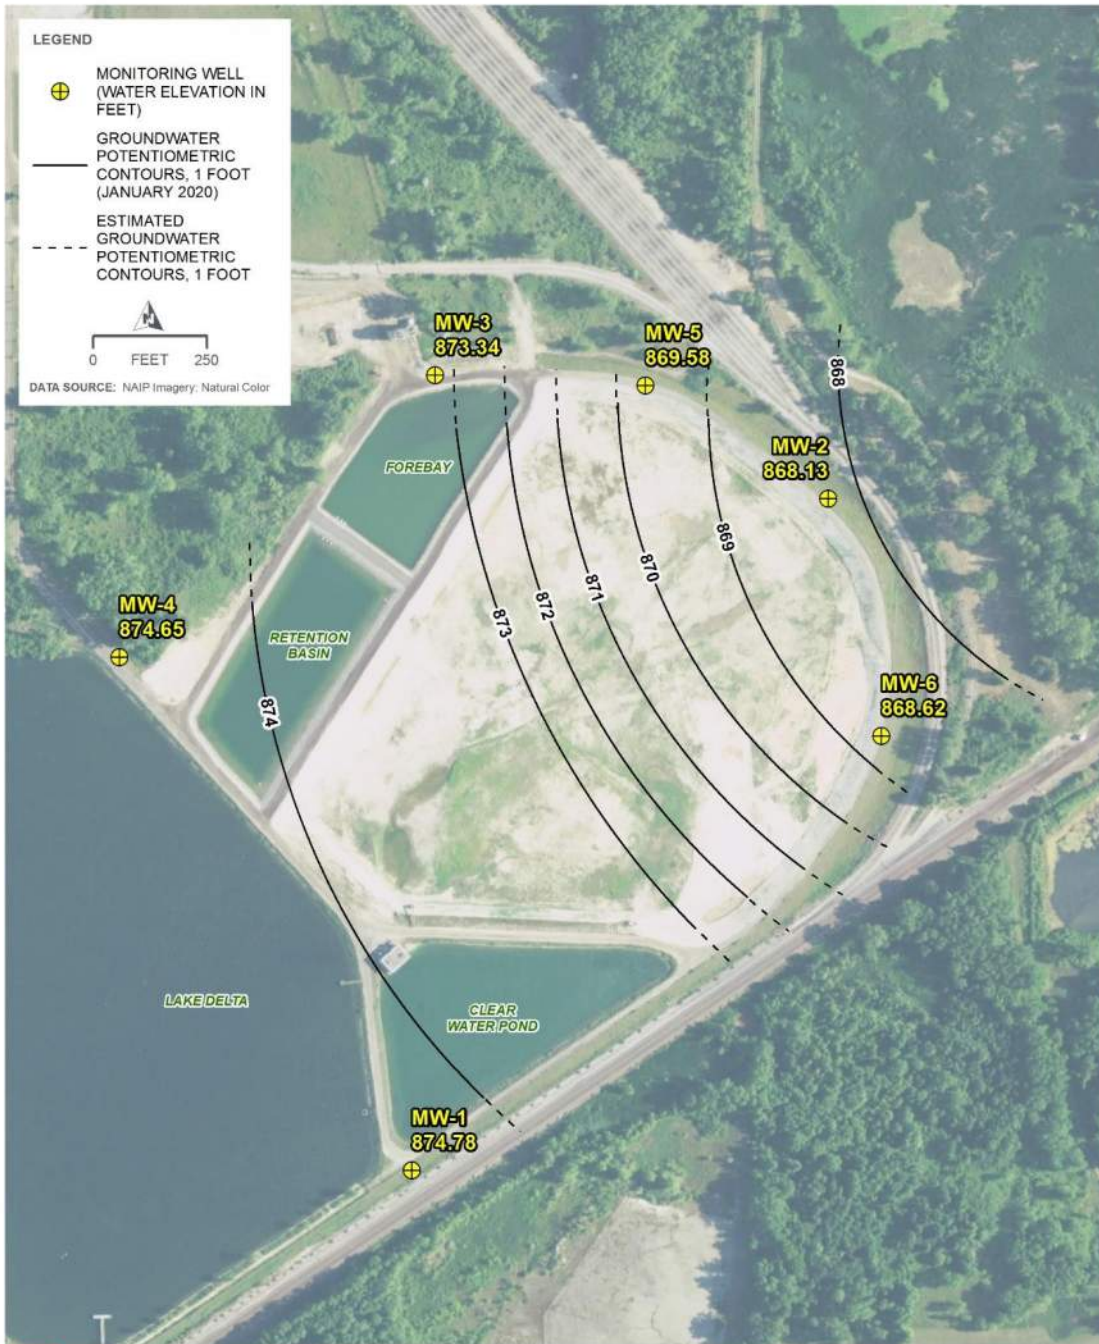 LEGEND
MONITORING WELL
(WATER ELEVATION IN
FEET)
GROUNDWATER
POTENTIOMETRIC
CONTOURS, 1 FOOT
(JANUARY 2020)
ESTIMATED
GROUNDWATER
POTENTIOMETRIC
CONTOURS, 1 FOOT
N
0 250
FEET
DATA SOURCE: NAIP Imagery: Natural Color
MW-3
873.34
MW-5
869.58
868
MW-2
868.13
FOREBAY
869
870
871
872
873
MW-4
874.65
RETENTION
BASIN
874
MW-6
868.62
LAKE DELTA
CLEAR
WATER POND
MW-1
874.78